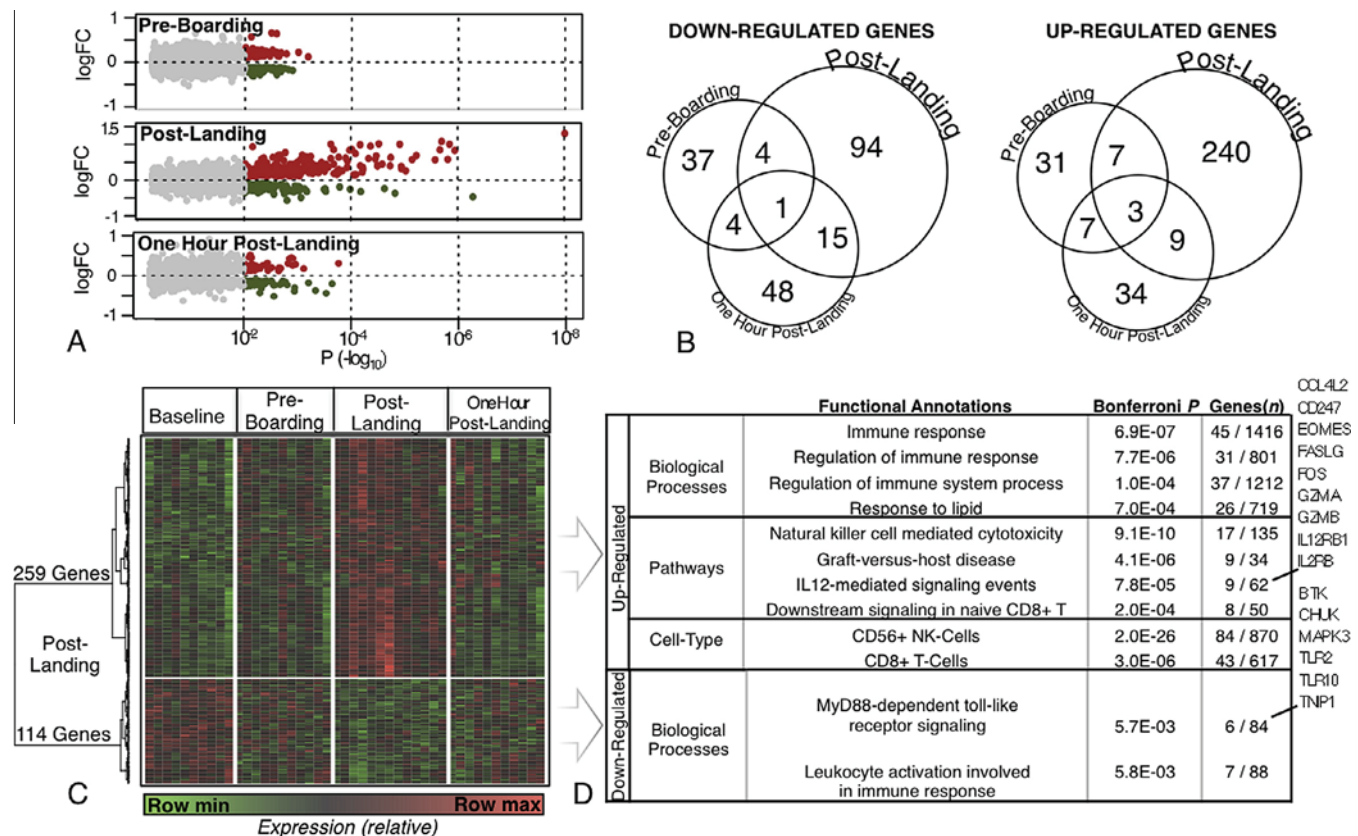 Pre-Boarding
1
0
-1
logFC
Post-Landing
1.5
0
-1
logFC
One Hour Post-Landing
1
0
-1
logFC
10-2
10-4
10-6
10-8
P (-log10)
A
DOWN-REGULATED GENES
Pre-Boarding
Post-Landing
One Hour Post-Landing
37
4
94
1
4
15
48
UP-REGULATED GENES
Pre-Boarding
Post-Landing
One Hour Post-Landing
31
7
240
3
7
9
34
B
Baseline
Pre-
Boarding
Post-
Landing
OneHour
Post-Landing
259 Genes
Post-
Landing
114 Genes
C
Row min
Row max
Expression (relative)
Functional Annotations Bonferroni P Genes(n)
Up-Regulated
Biological
Processes
Immune response 6.9E-07 45 / 1416
Regulation of immune response 7.7E-06 31 / 801
Regulation of immune system process 1.0E-04 37 / 1212
Response to lipid 7.0E-04 26 / 719
Pathways
Natural killer cell mediated cytotoxicity 9.1E-10 17 / 135
Graft-versus-host disease 4.1E-06 9 / 34
IL12-mediated signaling events 7.8E-05 9 / 62
Downstream signaling in naive CD8+ T 2.0E-04 8 / 50
Cell-Type
CD56+ NK-Cells 2.0E-26 84 / 870
CD8+ T-Cells 3.0E-06 43 / 617
Down-Regulated
Biological
Processes
MyD88-dependent toll-like
receptor signaling 5.7E-03 6 / 84
Leukocyte activation involved
in immune response 5.8E-03 7 / 88
D
CCL4L2
CD247
EOMES
FASLG
FOS
GZMA
GZMB
IL12RB1
IL2RB
BTK
CHUK
MAPK3
TLR2
TLR10
TNIP1